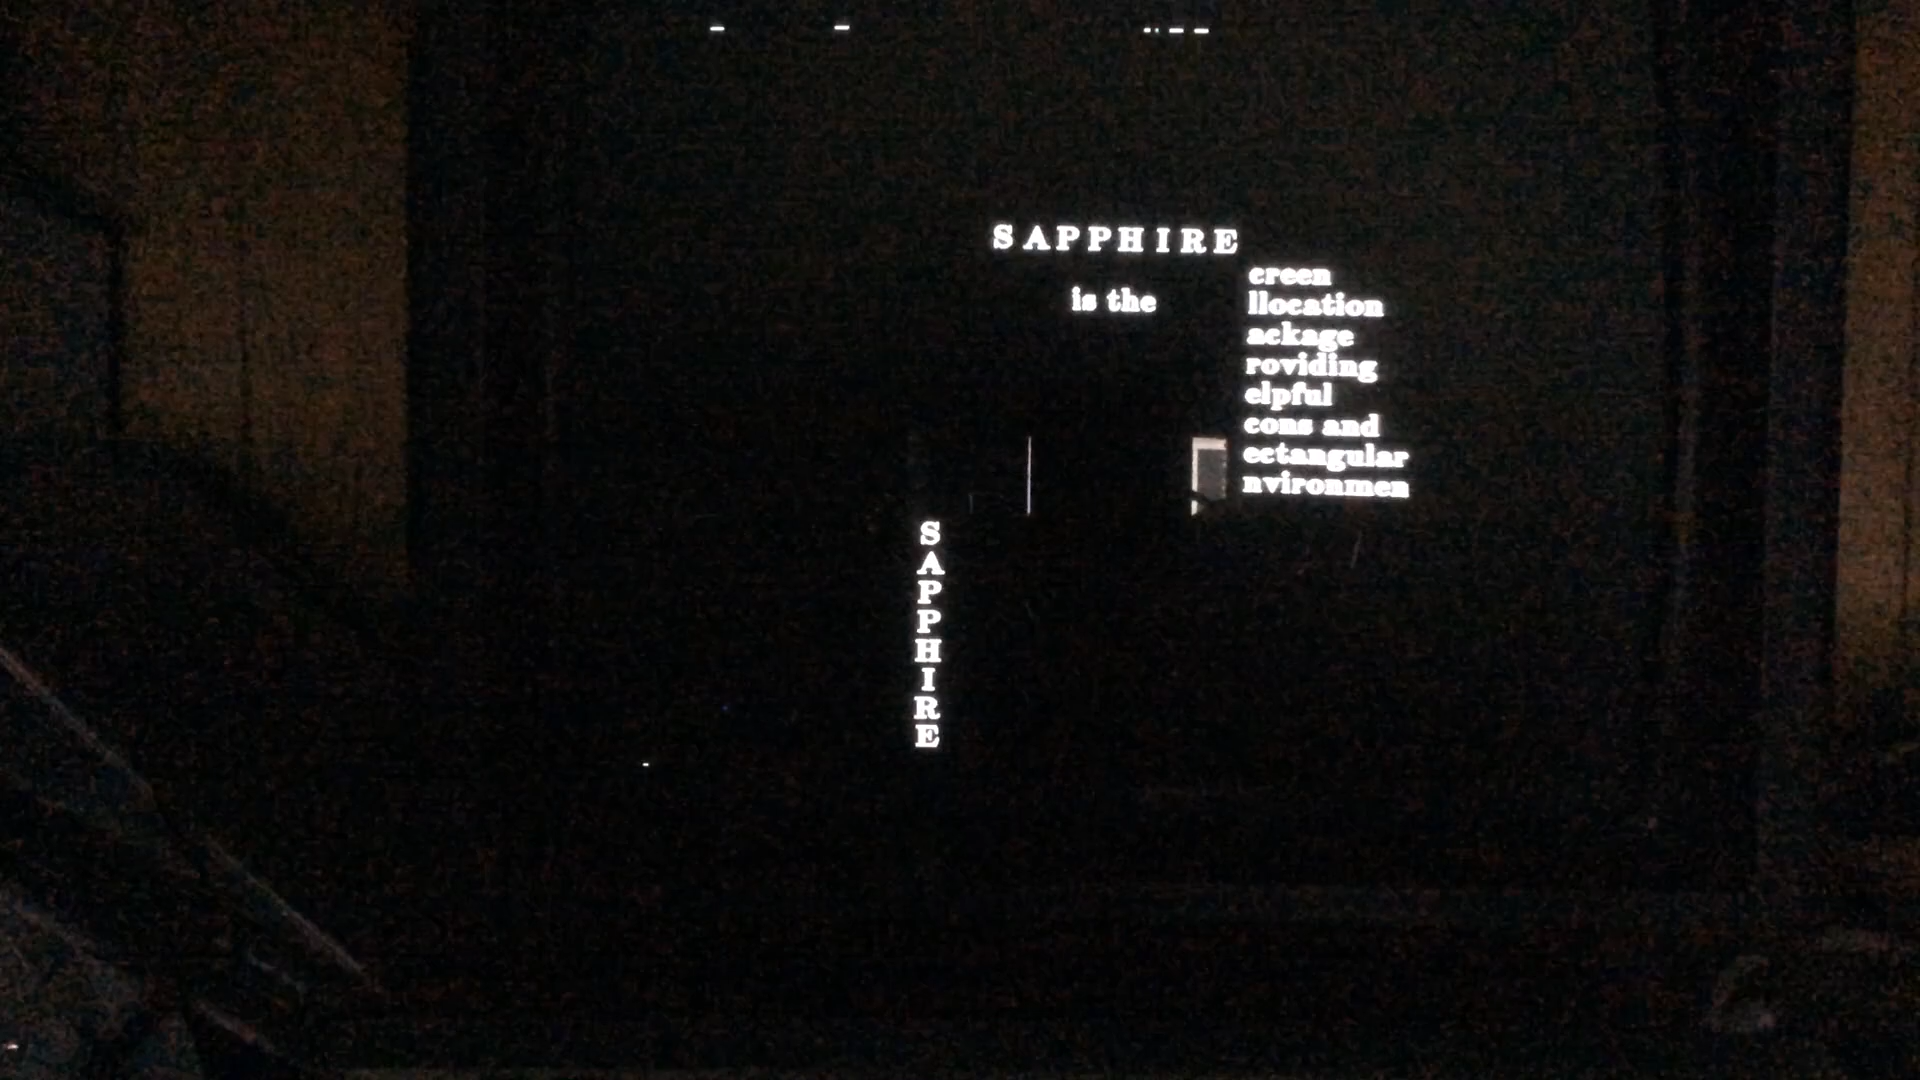 SAPPHIRE
is the
creen
llocation
ackage
roviding
elpful
cons and
ectangular
nvironmen
S
A
P
P
H
I
R
E